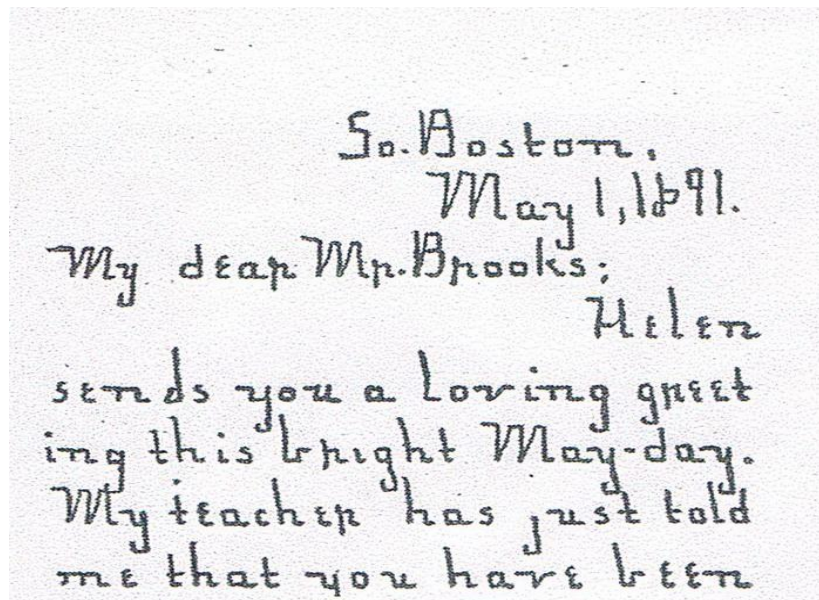 So. Boston,
May 1, 1891.
My dear Mr. Brooks:
Helen
sends you a loving greet
ing this bright May-day.
My teacher has just told
me that you have been